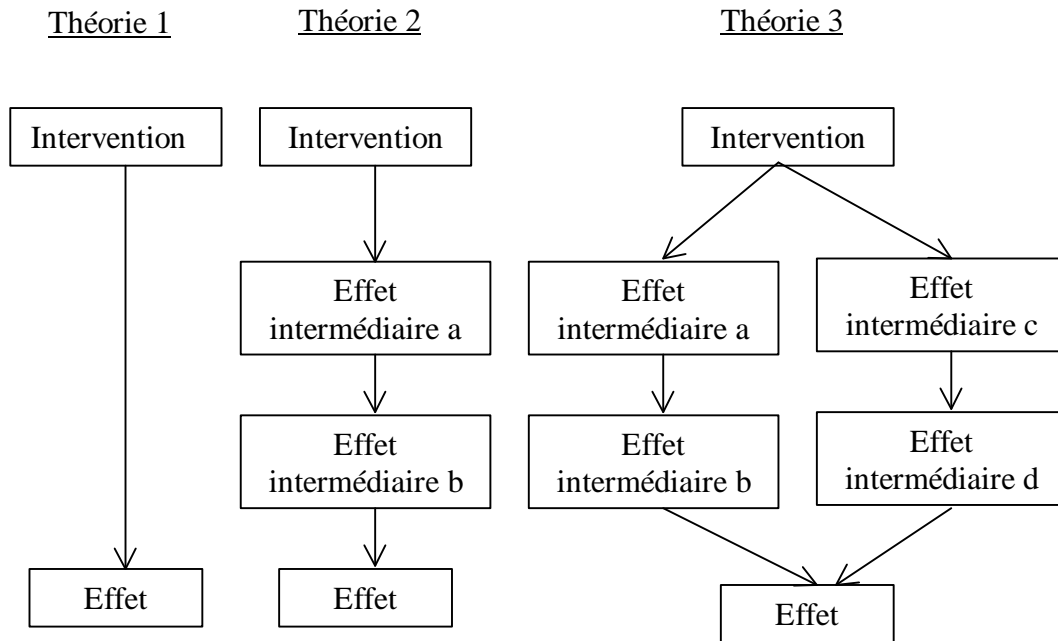 Théorie 1
Théorie 2
Théorie 3
Intervention
Intervention
Intervention
Effet
intermédiaire a
Effet
intermédiaire a
Effet
intermédiaire c
Effet
intermédiaire b
Effet
intermédiaire b
Effet
intermédiaire d
Effet
Effet
Effet